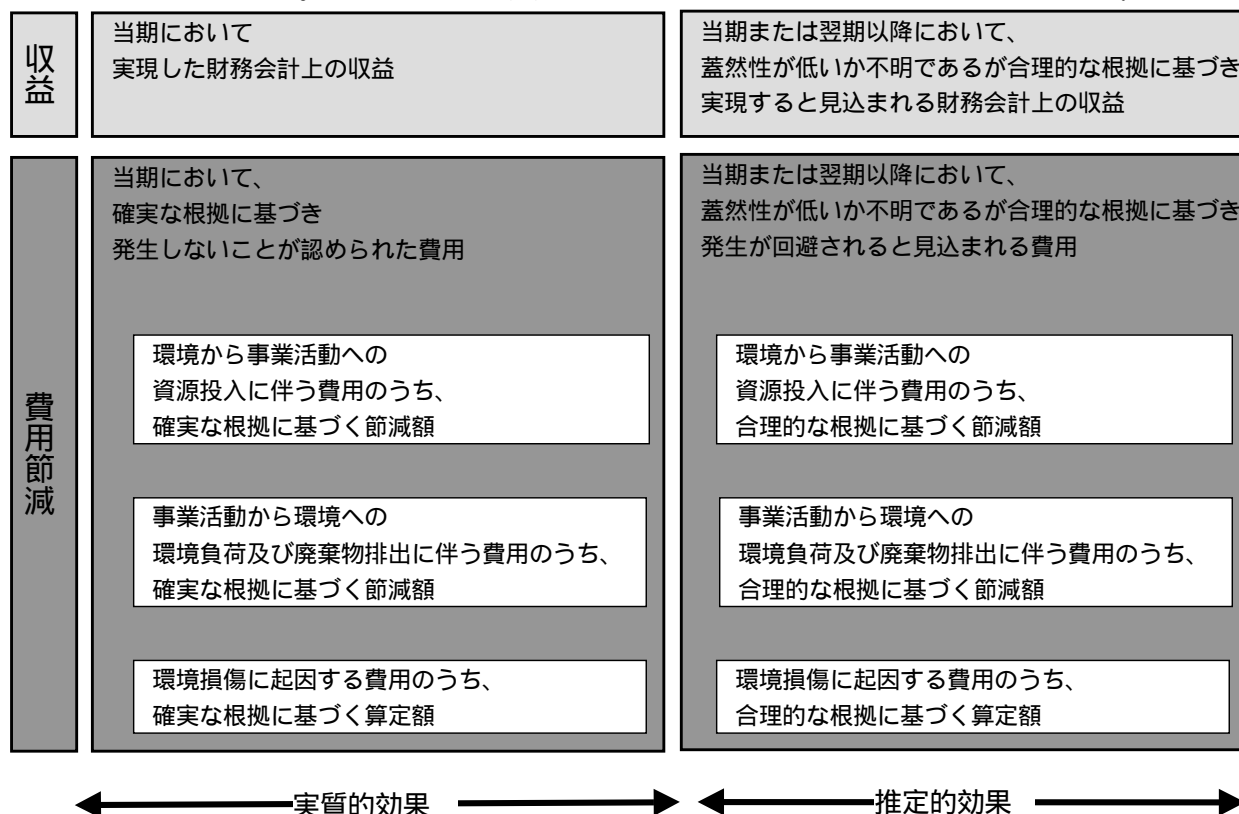 収益
当期において
実現した財務会計上の収益
当期または翌期以降において、
蓋然性が低いか不明であるが合理的な根拠に基づき
実現すると見込まれる財務会計上の収益
費用節減
当期において、
確実な根拠に基づき
発生しないことが認められた費用
環境から事業活動への
資源投入に伴う費用のうち、
確実な根拠に基づく節減額
事業活動から環境への
環境負荷及び廃棄物排出に伴う費用のうち、
確実な根拠に基づく節減額
環境損傷に起因する費用のうち、
確実な根拠に基づく算定額
当期または翌期以降において、
蓋然性が低いか不明であるが合理的な根拠に基づき
発生が回避されると見込まれる費用
環境から事業活動への
資源投入に伴う費用のうち、
合理的な根拠に基づく節減額
事業活動から環境への
環境負荷及び廃棄物排出に伴う費用のうち、
合理的な根拠に基づく節減額
環境損傷に起因する費用のうち、
合理的な根拠に基づく算定額
実質的効果
推定的効果